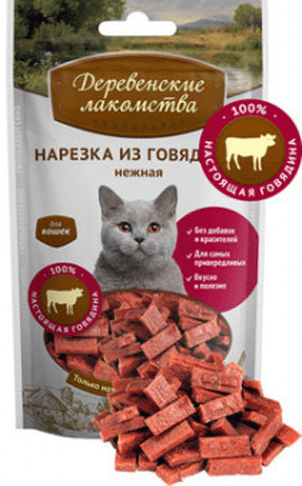 Деревенские
лакомства
100%
НАСТОЯЩАЯ ГОВЯДИНА
НАРЕЗКА ИЗ
нежная
для
кошек
Без добавок
и красителей
Для самых
привередливых
Вкусно
и полезно
100%
НАСТОЯЩАЯ ГОВЯДИНА
Только